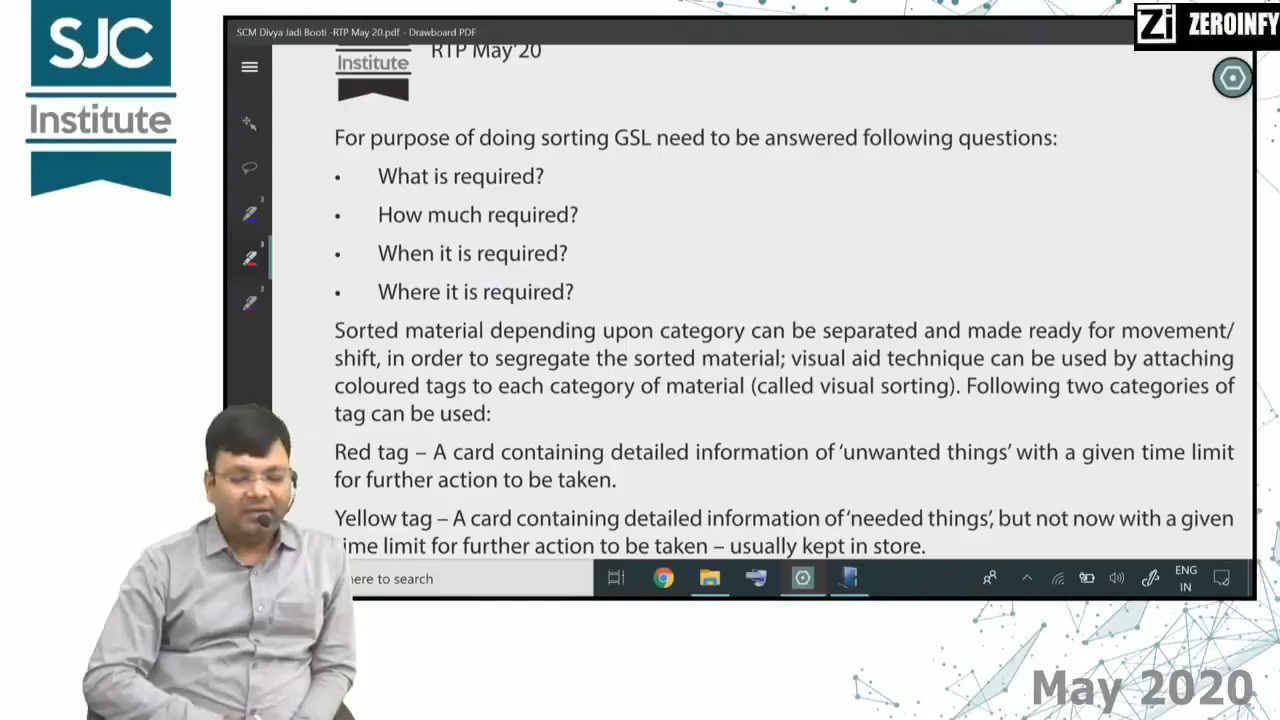 SJC
Institute
ZEROINFY
SCM Divya Jadi Booti -RTP May 20.pdf - Drawboard PDF
Institute
RTP May'20
For purpose of doing sorting GSL need to be answered following questions:
• What is required?
• How much required?
• When it is required?
• Where it is required?
Sorted material depending upon category can be separated and made ready for movement/
shift, in order to segregate the sorted material; visual aid technique can be used by attaching
coloured tags to each category of material (called visual sorting). Following two categories of
tag can be used:
Red tag – A card containing detailed information of 'unwanted things' with a given time limit
for further action to be taken.
Yellow tag – A card containing detailed information of 'needed things', but not now with a given
ime limit for further action to be taken – usually kept in store.
here to search
ENG
IN
May 2020